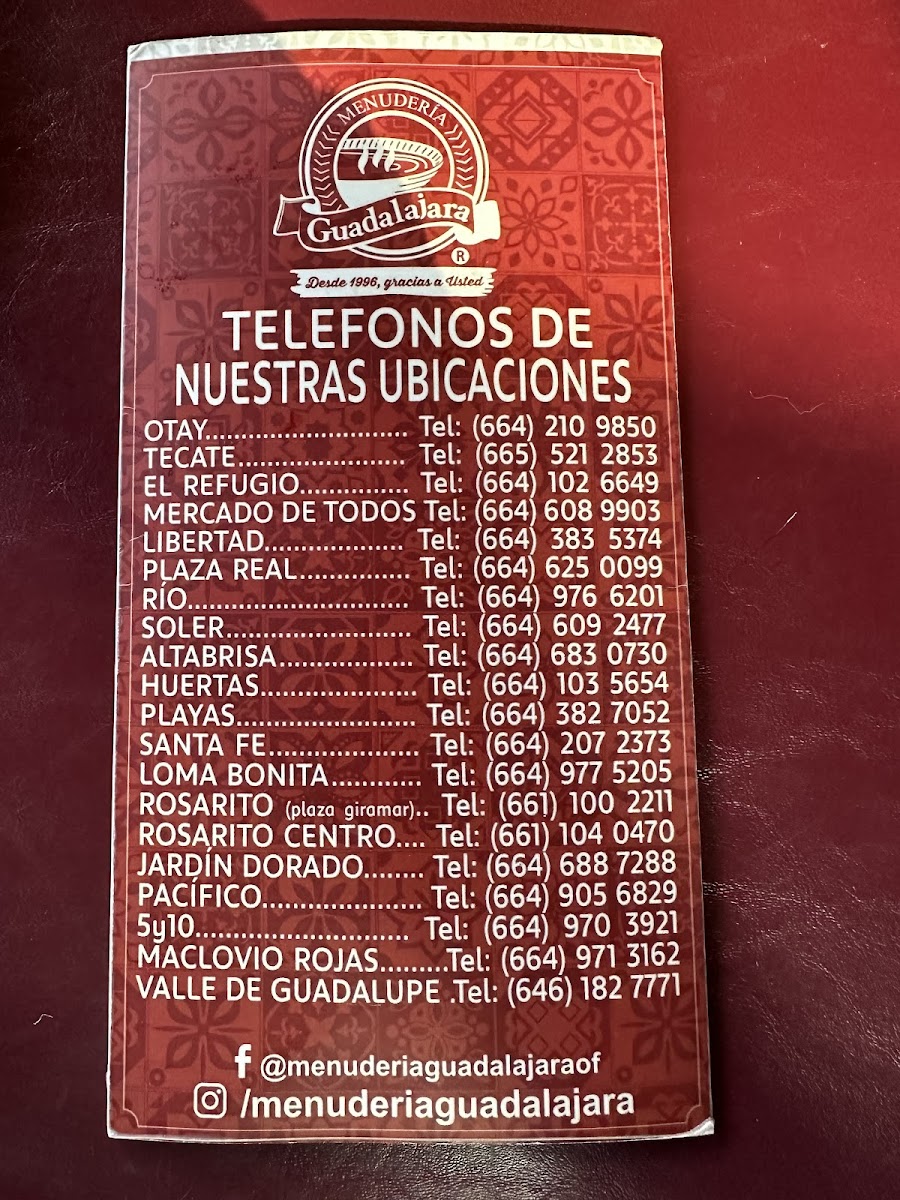 MENUDERÍA
Guadalajara
R
Desde 1996, gracias a Usted
TELEFONOS DE
NUESTRAS UBICACIONES
OTAY........................... Tel: (664) 210 9850
TECATE...................... Tel: (665) 521 2853
EL REFUGIO.............. Tel: (664) 102 6649
MERCADO DE TODOS Tel: (664) 608 9903
LIBERTAD.................. Tel: (664) 383 5374
PLAZA REAL.............. Tel: (664) 625 0099
RÍO............................. Tel: (664) 976 6201
SOLER........................ Tel: (664) 609 2477
ALTABRISA................. Tel: (664) 683 0730
HUERTAS.................... Tel: (664) 103 5654
PLAYAS....................... Tel: (664) 382 7052
SANTA FE................... Tel: (664) 207 2373
LOMA BONITA............ Tel: (664) 977 5205
ROSARITO (plaza giramar).. Tel: (661) 100 2211
ROSARITO CENTRO.... Tel: (661) 104 0470
JARDÍN DORADO........ Tel: (664) 688 7288
PACÍFICO..................... Tel: (664) 905 6829
5y10............................ Tel: (664) 970 3921
MACLOVIO ROJAS.........Tel: (664) 971 3162
VALLE DE GUADALUPE .Tel: (646) 182 7771
f @menuderiaguadalajaraof
/menuderiaguadalajara